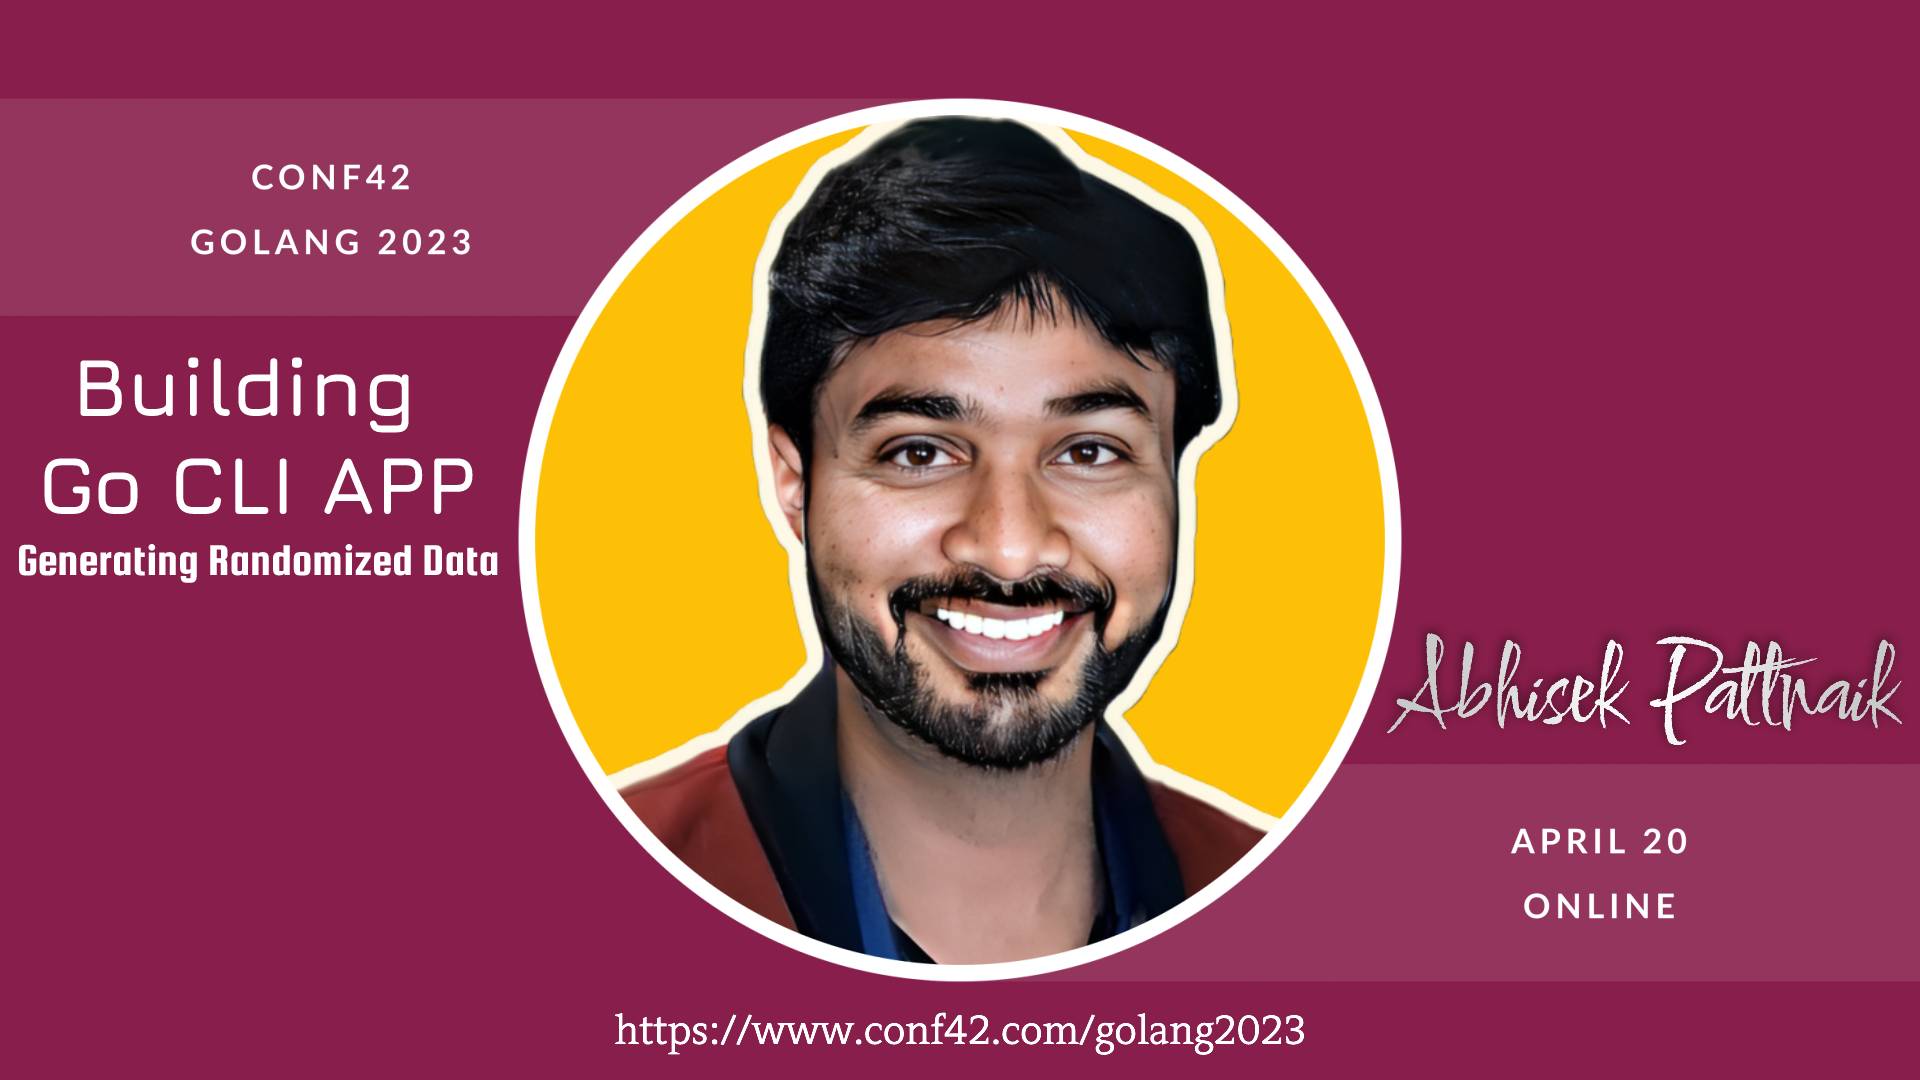 CONF42
GOLANG 2023
Building
Go CLI APP
Generating Randomized Data
Abhisek Pattnaik
APRIL 20
ONLINE
https://www.conf42.com/golang2023